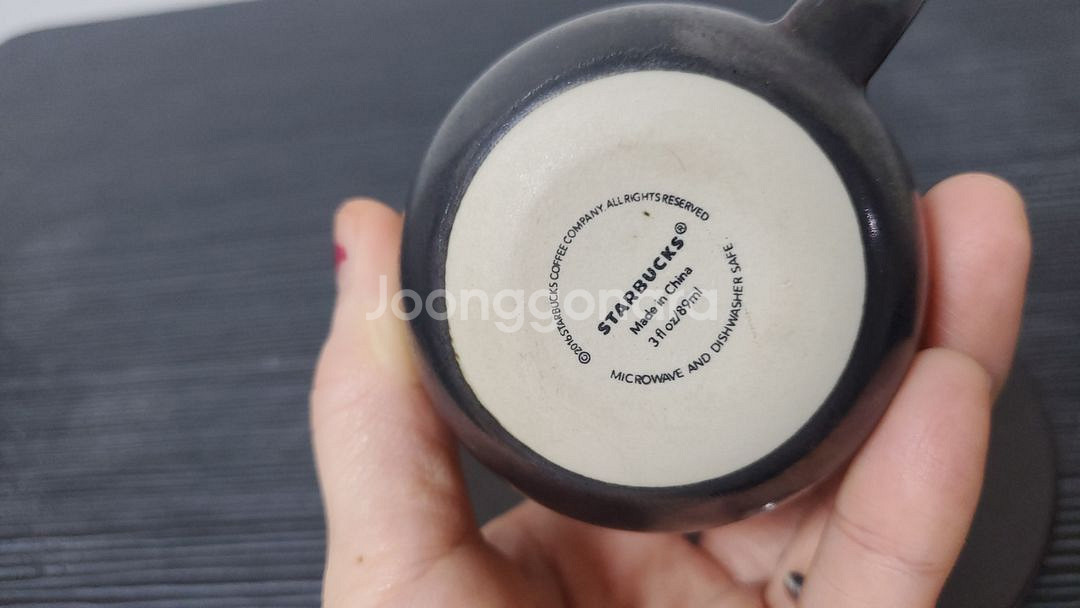 ©2016 STARBUCKS COFFEE COMPANY. ALL RIGHTS RESERVED
STARBUCKS®
Made in China
3 fl oz/89ml
MICROWAVE AND DISHWASHER SAFE.
Joonggonara